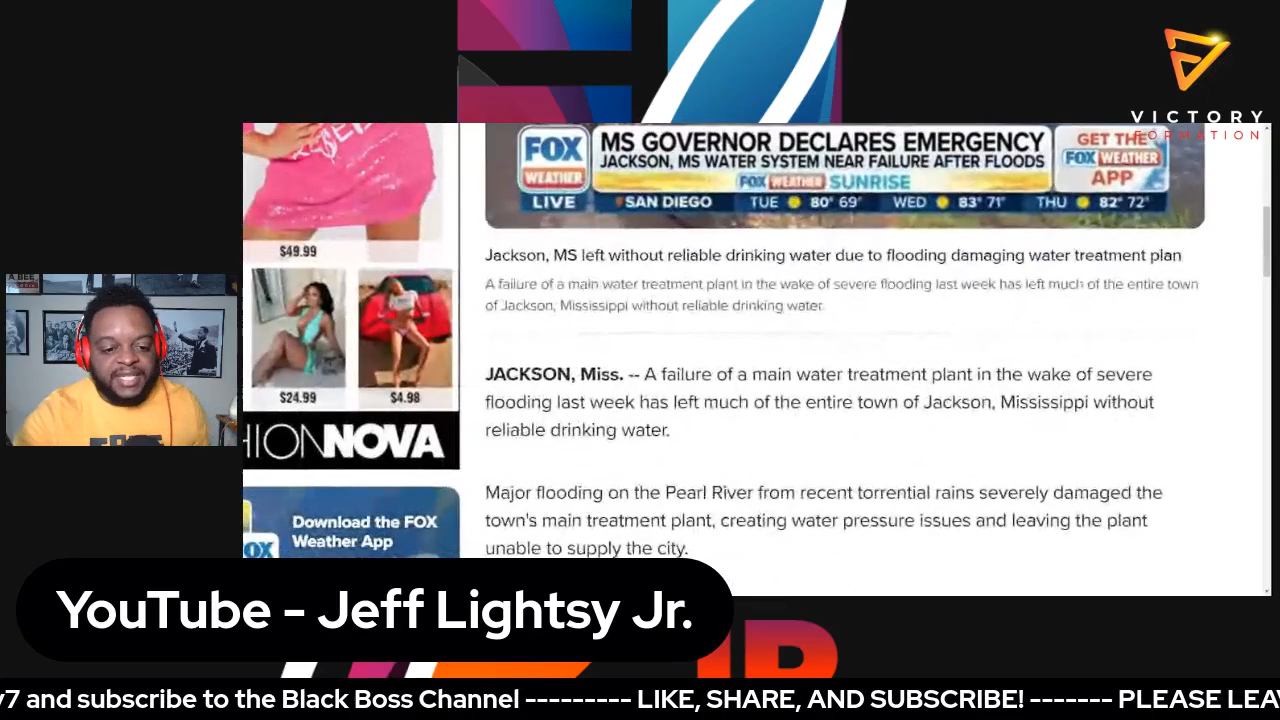 VICTORY
FORMATION
FOX
WEATHER
LIVE
MS GOVERNOR DECLARES EMERGENCY
JACKSON, MS WATER SYSTEM NEAR FAILURE AFTER FLOODS
FOX WEATHER SUNRISE
GET THE
FOX WEATHER
APP
SAN DIEGO TUE 80° 69° WED 83° 71° THU 82° 72°
$49.99
$24.99
$4.98
HIONNOVA
Download the FOX
Weather App
Jackson, MS left without reliable drinking water due to flooding damaging water treatment plan
A failure of a main water treatment plant in the wake of severe flooding last week has left much of the entire town
of Jackson, Mississippi without reliable drinking water.
JACKSON, Miss. -- A failure of a main water treatment plant in the wake of severe
flooding last week has left much of the entire town of Jackson, Mississippi without
reliable drinking water.
Major flooding on the Pearl River from recent torrential rains severely damaged the
town's main treatment plant, creating water pressure issues and leaving the plant
unable to supply the city.
YouTube - Jeff Lightsy Jr.
y7 and subscribe to the Black Boss Channel --------- LIKE, SHARE, AND SUBSCRIBE! ------- PLEASE LEA